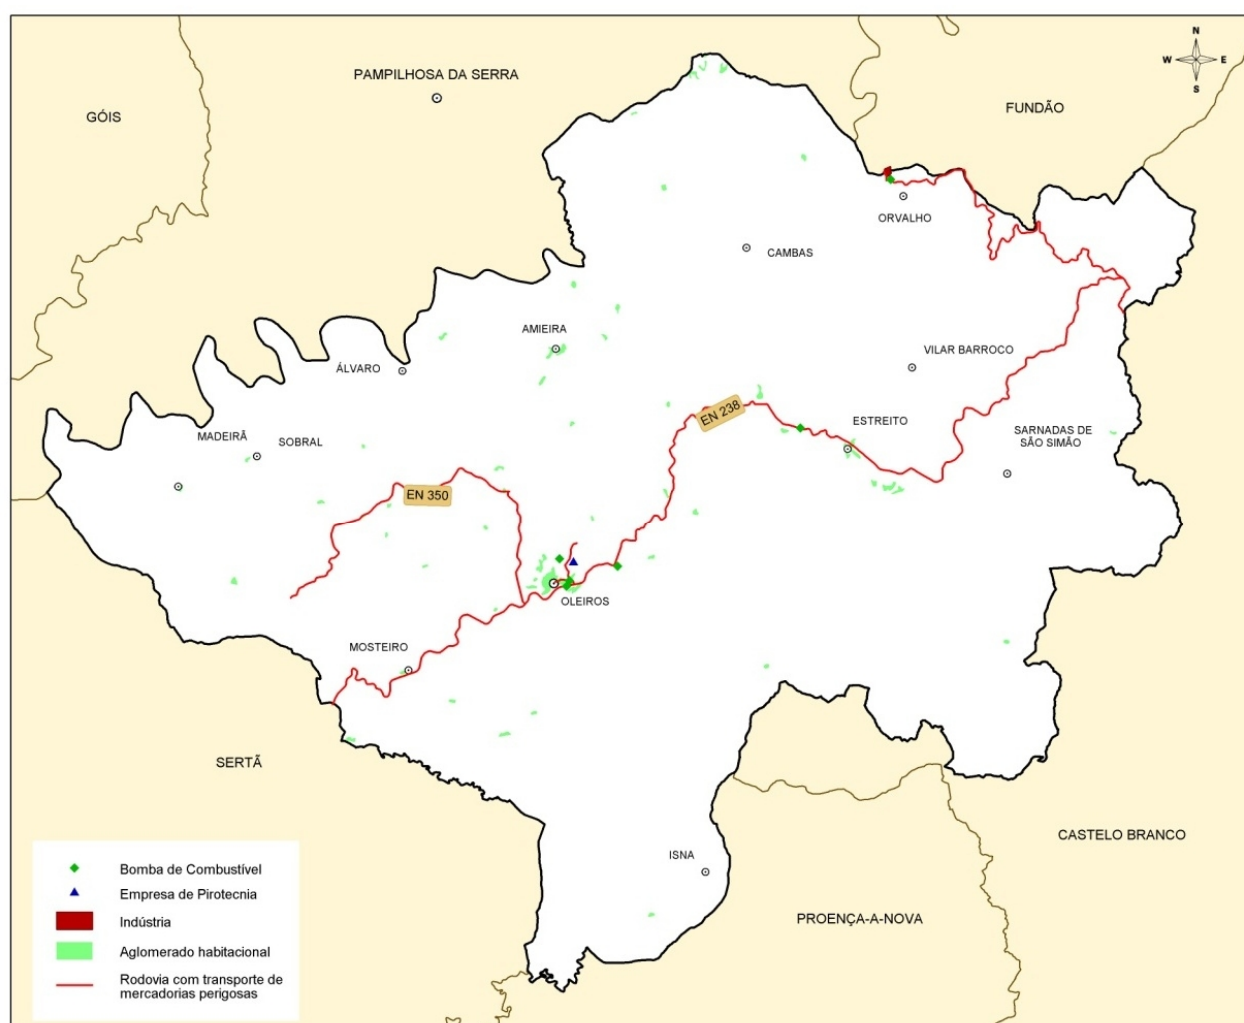 N
W E
S
PAMPILHOSA DA SERRA
GÓIS
FUNDÃO
ORVALHO
CAMBAS
AMIEIRA
VILAR BARROCO
ÁLVARO
EN 238
ESTREITO
SARNADAS DE
SÃO SIMÃO
MADEIRÃ
SOBRAL
EN 350
OLEIROS
MOSTEIRO
SERTÃ
CASTELO BRANCO
ISNA
PROENÇA-A-NOVA
Bomba de Combustível
Empresa de Pirotecnia
Indústria
Aglomerado habitacional
Rodovia com transporte de
mercadorias perigosas